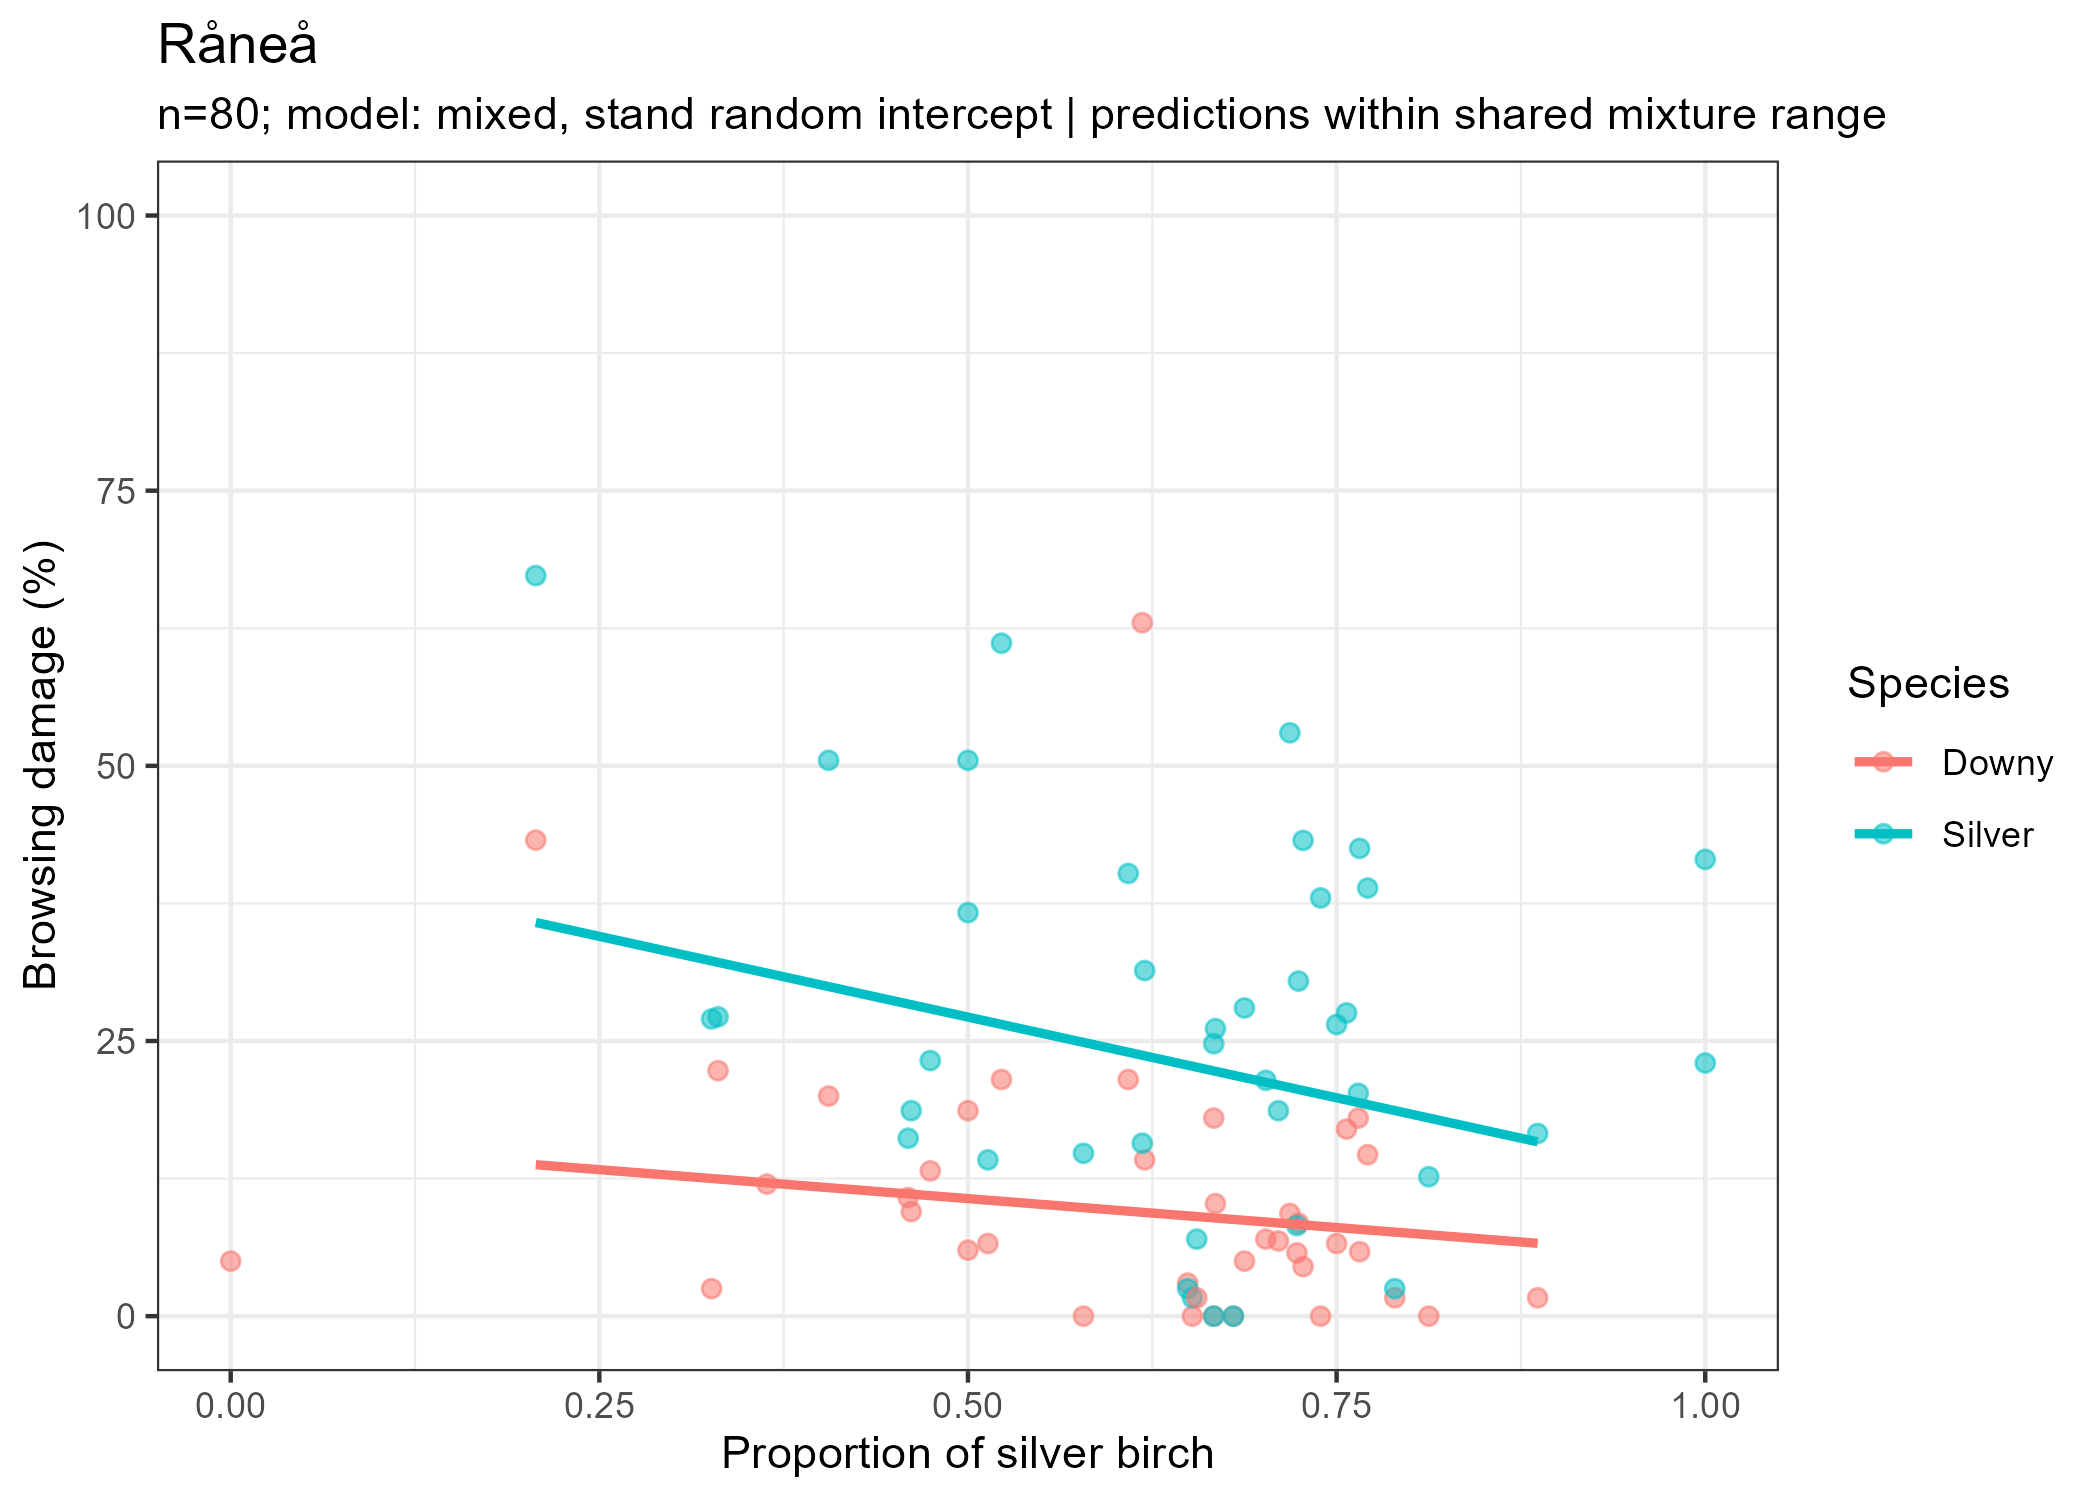 Råneå
n=80; model: mixed, stand random intercept | predictions within shared mixture range
100
75
50
25
0
Browsing damage (%)
0.00
0.25
0.50
0.75
1.00
Proportion of silver birch
Species
Downy
Silver